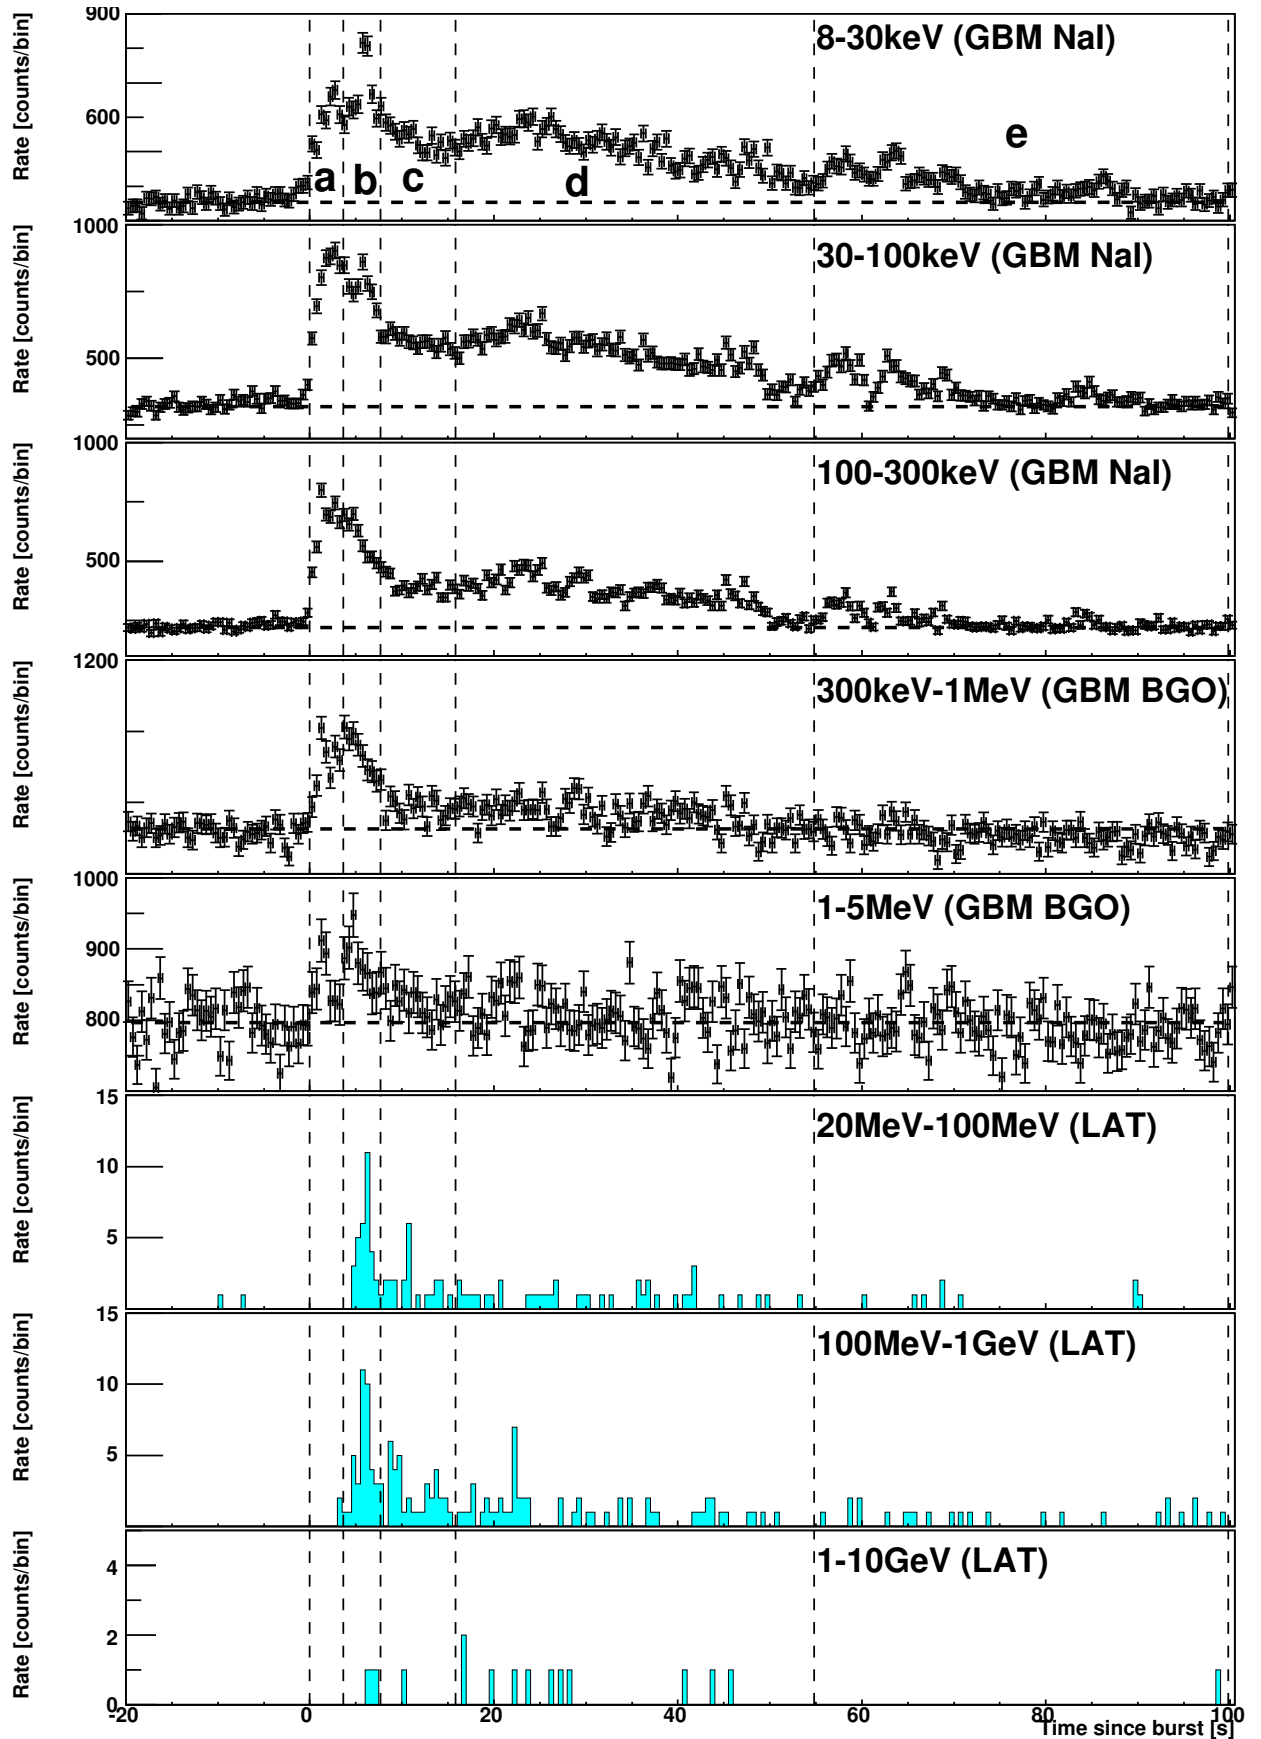 900
600
Rate [counts/bin]
8-30keV (GBM NaI)
a b c d e
1000
500
Rate [counts/bin]
30-100keV (GBM NaI)
1000
500
Rate [counts/bin]
100-300keV (GBM NaI)
1200
Rate [counts/bin]
300keV-1MeV (GBM BGO)
1000
900
800
Rate [counts/bin]
1-5MeV (GBM BGO)
15
10
5
Rate [counts/bin]
20MeV-100MeV (LAT)
15
10
5
Rate [counts/bin]
100MeV-1GeV (LAT)
4
2
0
Rate [counts/bin]
1-10GeV (LAT)
-20 0 20 40 60 80 100
Time since burst [s]